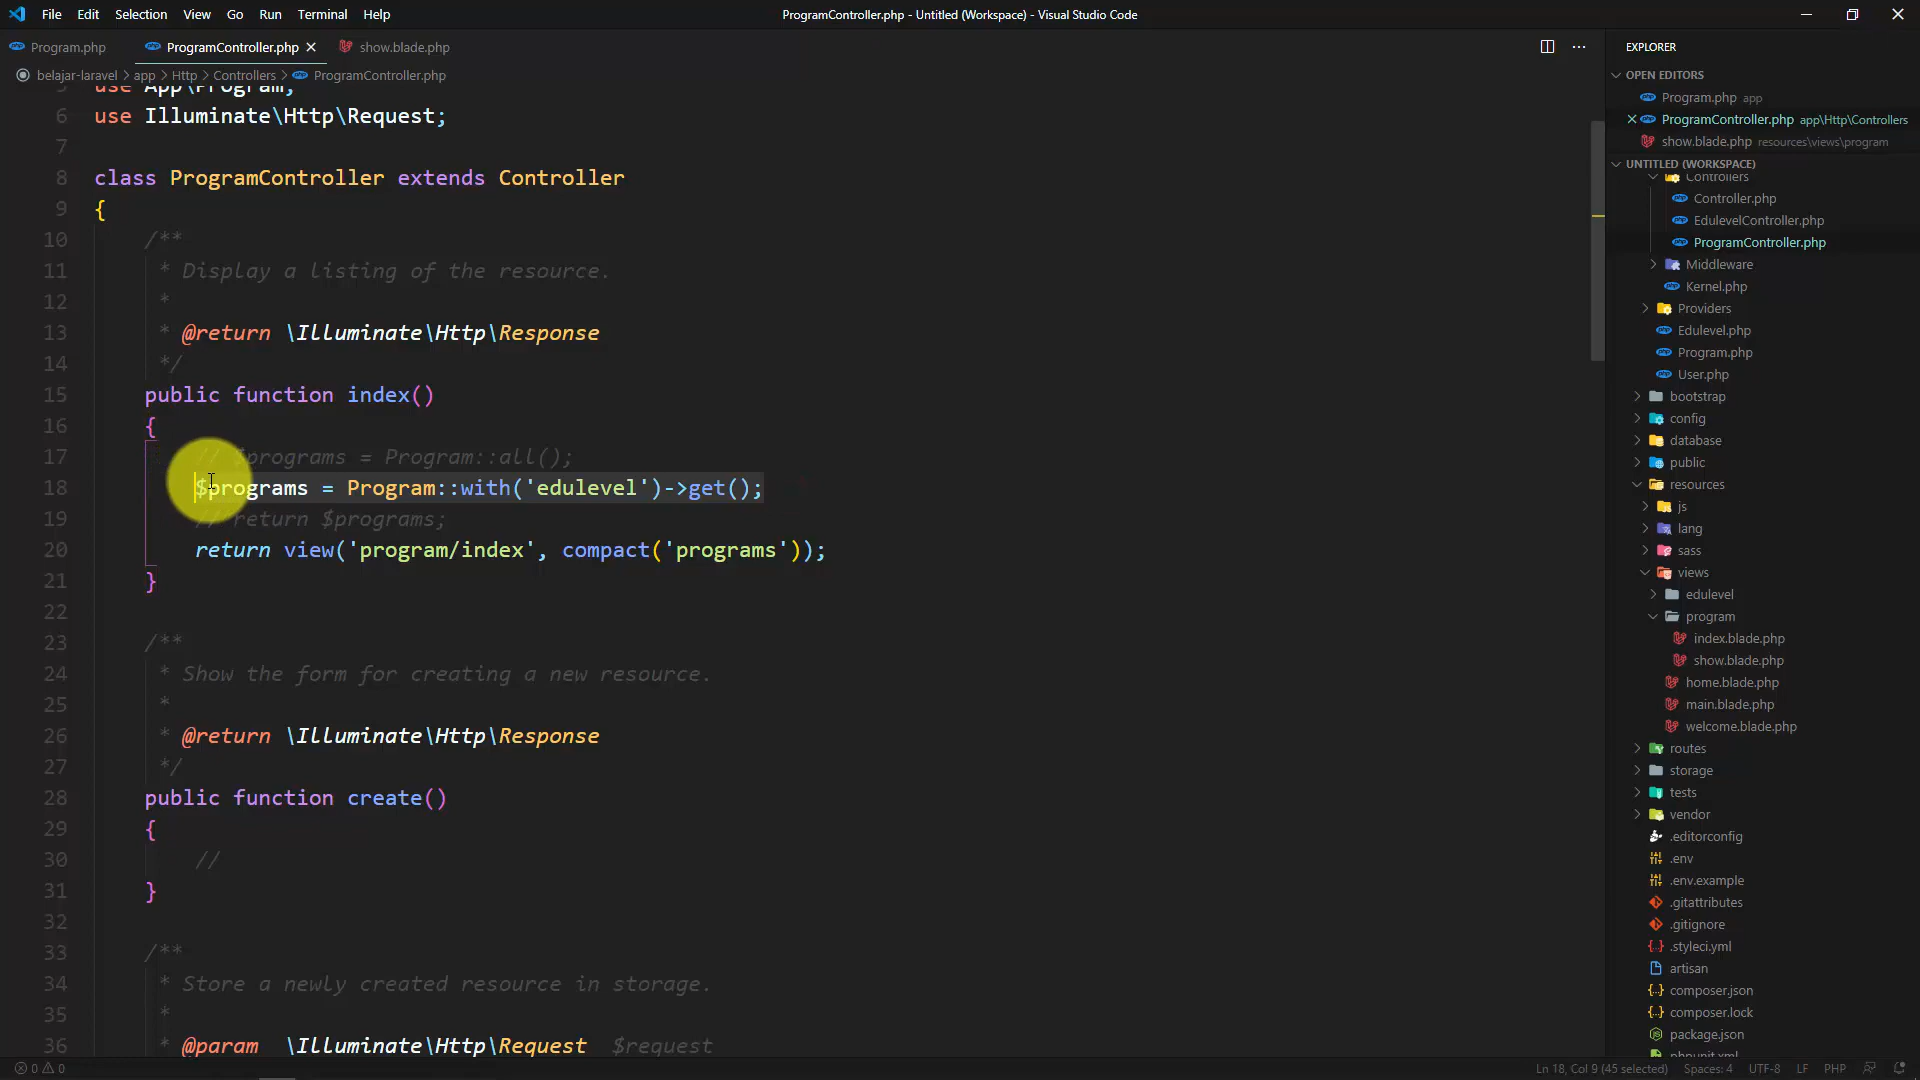 File Edit Selection View Go Run Terminal Help
ProgramController.php - Untitled (Workspace) - Visual Studio Code
Program.php ProgramController.php show.blade.php
belajar-laravel > app > Http > Controllers > ProgramController.php
5 use App\Program;
6 use Illuminate\Http\Request;
7
8 class ProgramController extends Controller
9 {
10 /**
11 * Display a listing of the resource.
12 *
13 * @return \Illuminate\Http\Response
14 */
15 public function index()
16 {
17 // $programs = Program::all();
18 $programs = Program::with('edulevel')->get();
19 // return $programs;
20 return view('program/index', compact('programs'));
21 }
22
23 /**
24 * Show the form for creating a new resource.
25 *
26 * @return \Illuminate\Http\Response
27 */
28 public function create()
29 {
30 //
31 }
32
33 /**
34 * Store a newly created resource in storage.
35 *
36 * @param \Illuminate\Http\Request $request
EXPLORER
OPEN EDITORS
Program.php app
ProgramController.php app\Http\Controllers
show.blade.php resources\views\program
UNTITLED (WORKSPACE)
Controllers
Controller.php
EdulevelController.php
ProgramController.php
Middleware
Kernel.php
Providers
Edulevel.php
Program.php
User.php
bootstrap
config
database
public
resources
js
lang
sass
views
edulevel
program
index.blade.php
show.blade.php
home.blade.php
main.blade.php
welcome.blade.php
routes
storage
tests
vendor
.editorconfig
.env
.env.example
.gitattributes
.gitignore
.styleci.yml
artisan
composer.json
composer.lock
package.json
phpunit.xml
0 0
Ln 18, Col 9 (45 selected) Spaces: 4 UTF-8 LF PHP